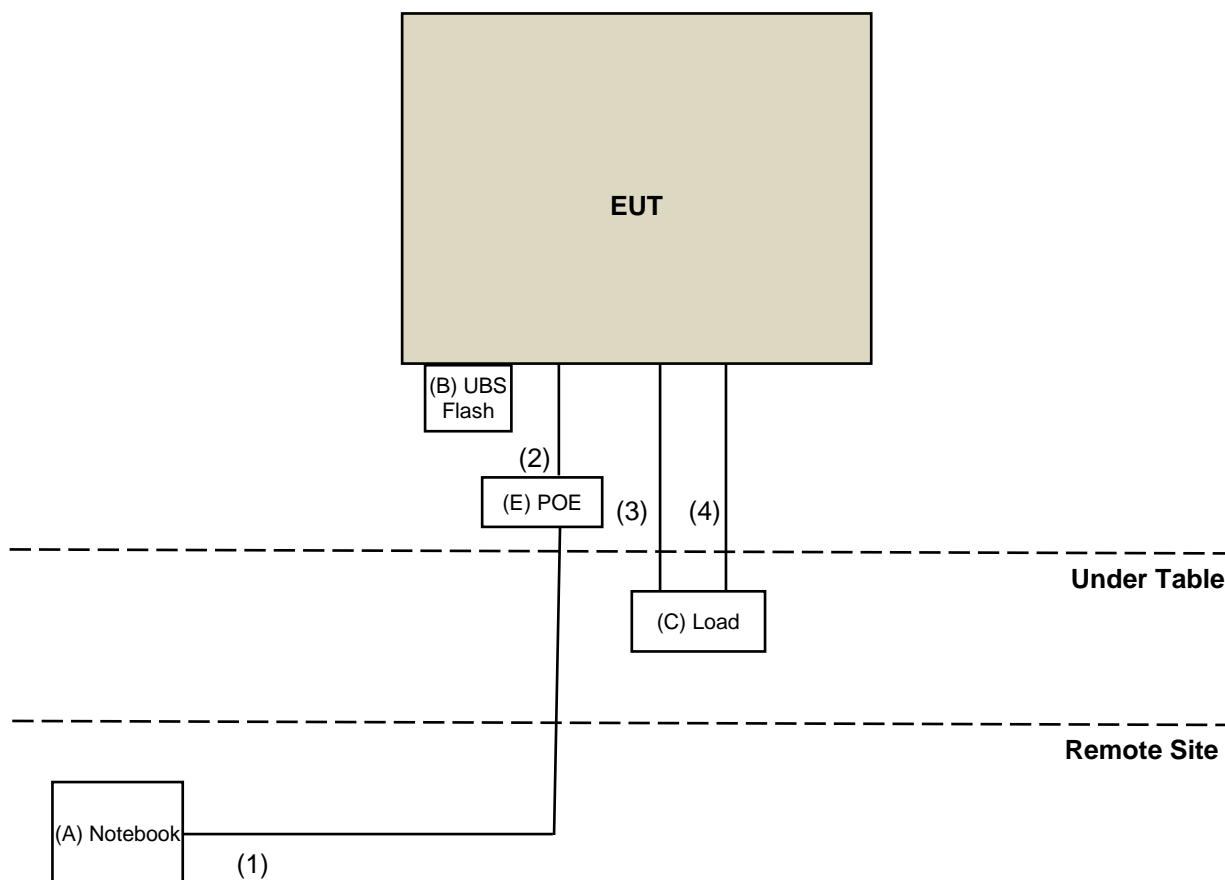 EUT
(B) UBS
Flash
(2)
(E) POE
(3)
(4)
Under Table
(C) Load
Remote Site
(A) Notebook
(1)